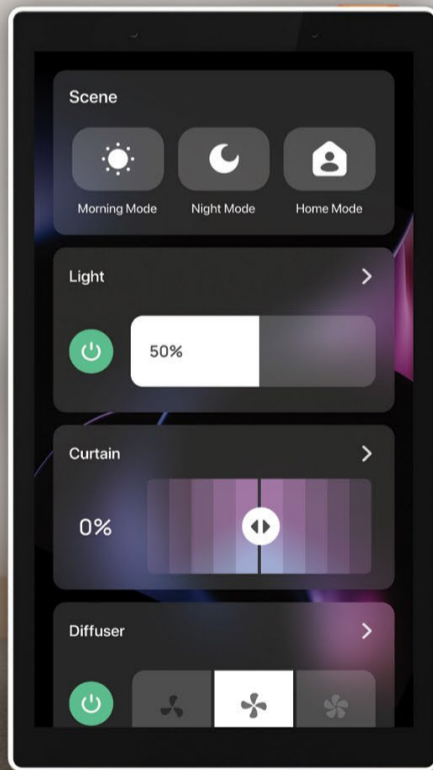 Scene
Morning Mode Night Mode Home Mode
Light
50%
Curtain
0%
Diffuser